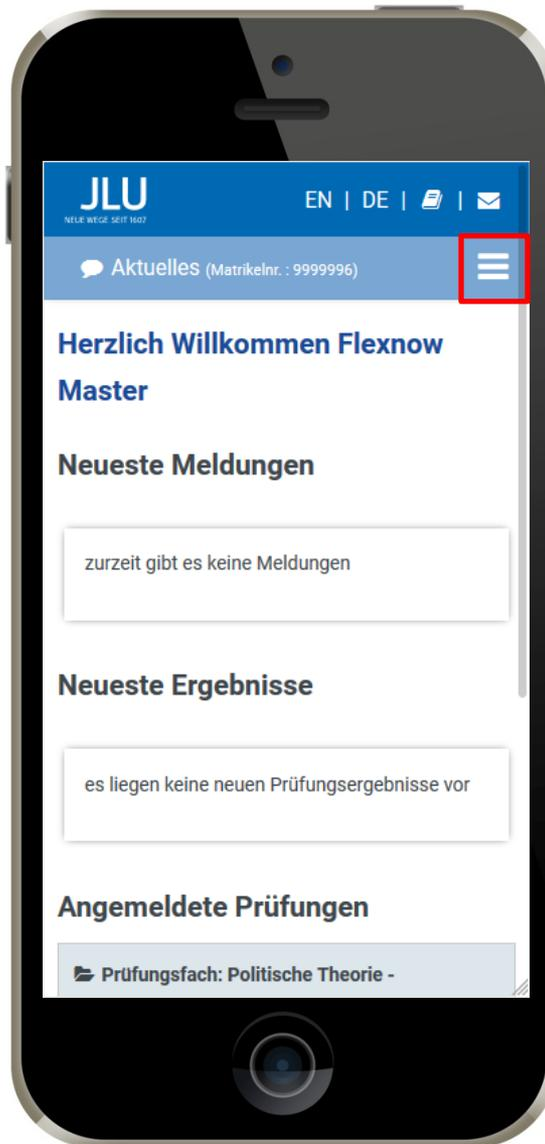 JLU
NEUE WEGE SEIT 1607
EN | DE | |
Aktuelles (Matrikelnr. : 9999996)
Herzlich Willkommen Flexnow
Master
Neueste Meldungen
zurzeit gibt es keine Meldungen
Neueste Ergebnisse
es liegen keine neuen Prüfungsergebnisse vor
Angemeldete Prüfungen
Prüfungsfach: Politische Theorie -